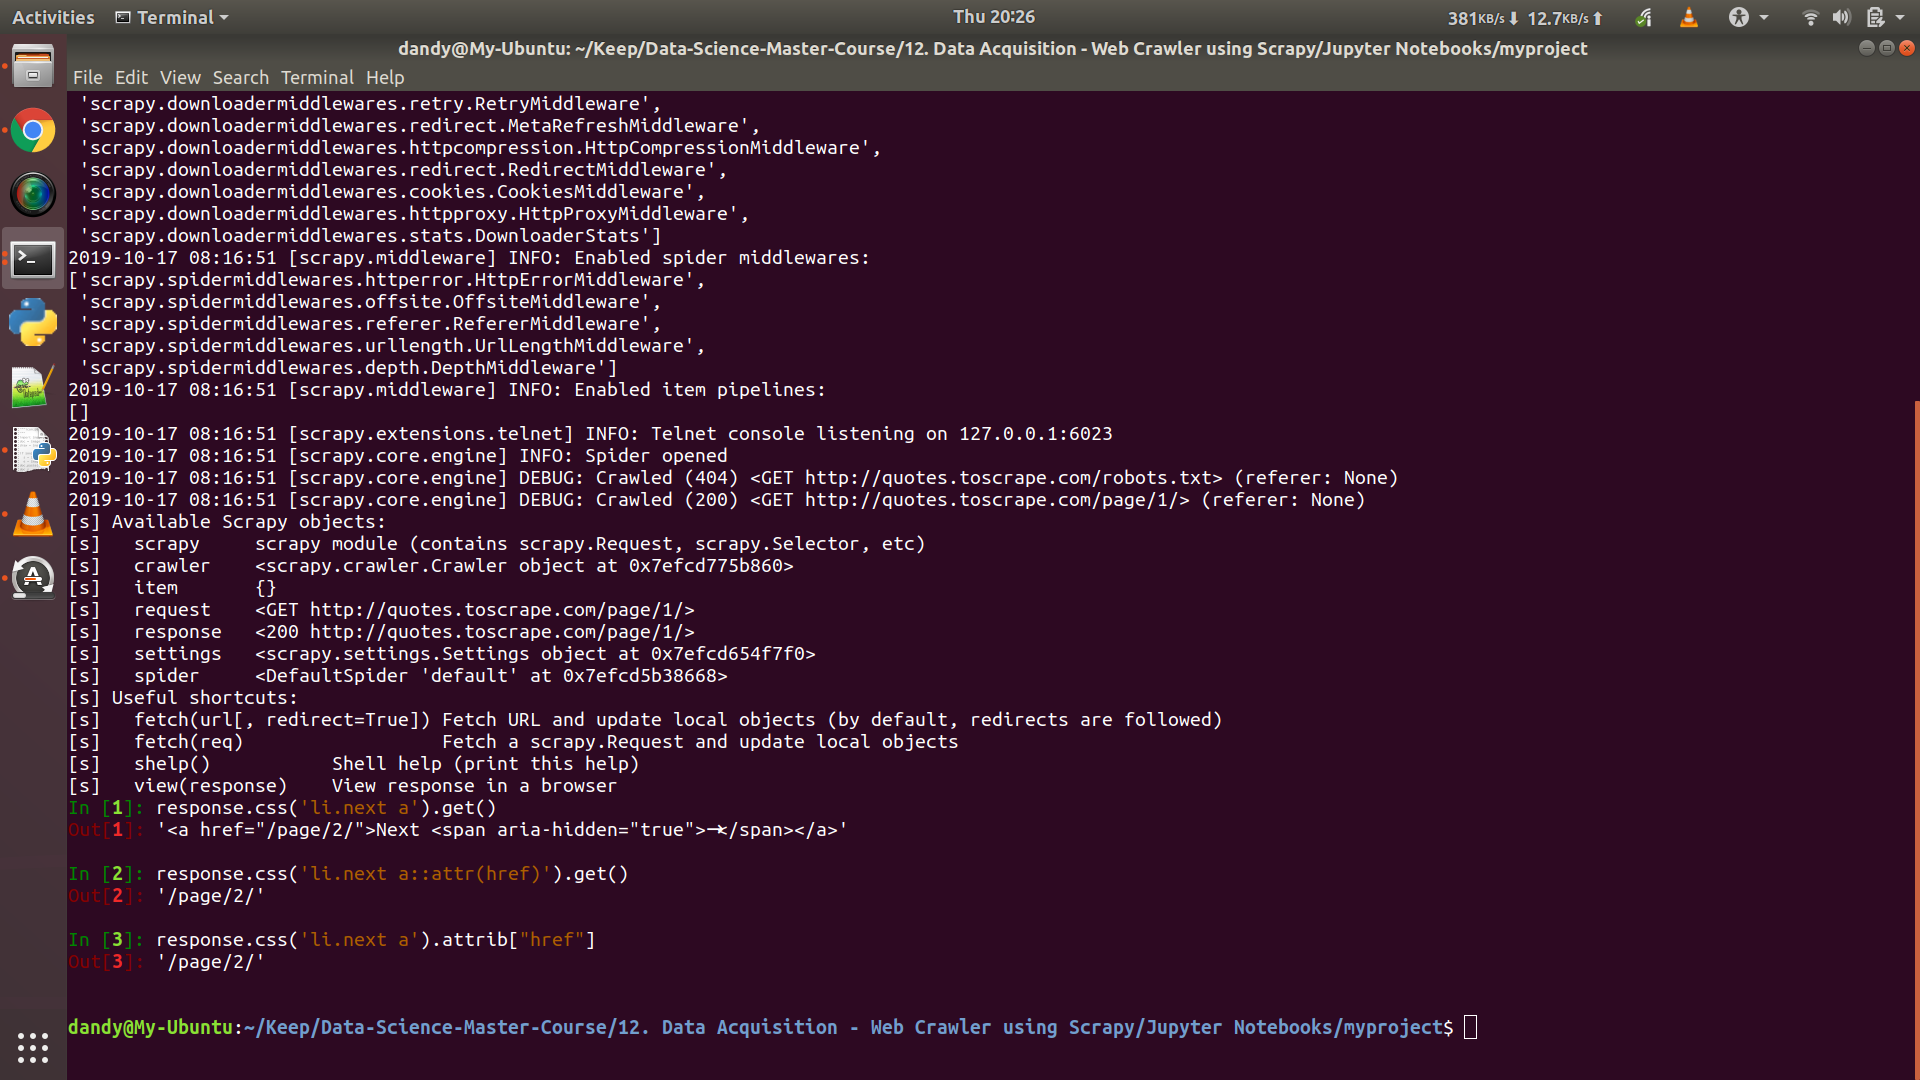 Activities Terminal Thu 20:26 381KB/s 12.7KB/s
dandy@My-Ubuntu: ~/Keep/Data-Science-Master-Course/12. Data Acquisition - Web Crawler using Scrapy/Jupyter Notebooks/myproject
File Edit View Search Terminal Help
'scrapy.downloadermiddlewares.retry.RetryMiddleware',
'scrapy.downloadermiddlewares.redirect.MetaRefreshMiddleware',
'scrapy.downloadermiddlewares.httpcompression.HttpCompressionMiddleware',
'scrapy.downloadermiddlewares.redirect.RedirectMiddleware',
'scrapy.downloadermiddlewares.cookies.CookiesMiddleware',
'scrapy.downloadermiddlewares.httpproxy.HttpProxyMiddleware',
'scrapy.downloadermiddlewares.stats.DownloaderStats']
2019-10-17 08:16:51 [scrapy.middleware] INFO: Enabled spider middlewares:
['scrapy.spidermiddlewares.httperror.HttpErrorMiddleware',
'scrapy.spidermiddlewares.offsite.OffsiteMiddleware',
'scrapy.spidermiddlewares.referer.RefererMiddleware',
'scrapy.spidermiddlewares.urllength.UrlLengthMiddleware',
'scrapy.spidermiddlewares.depth.DepthMiddleware']
2019-10-17 08:16:51 [scrapy.middleware] INFO: Enabled item pipelines:
[]
2019-10-17 08:16:51 [scrapy.extensions.telnet] INFO: Telnet console listening on 127.0.0.1:6023
2019-10-17 08:16:51 [scrapy.core.engine] INFO: Spider opened
2019-10-17 08:16:51 [scrapy.core.engine] DEBUG: Crawled (404) <GET http://quotes.toscrape.com/robots.txt> (referer: None)
2019-10-17 08:16:51 [scrapy.core.engine] DEBUG: Crawled (200) <GET http://quotes.toscrape.com/page/1/> (referer: None)
[s] Available Scrapy objects:
[s]   scrapy     scrapy module (contains scrapy.Request, scrapy.Selector, etc)
[s]   crawler    <scrapy.crawler.Crawler object at 0x7efcd775b860>
[s]   item       {}
[s]   request    <GET http://quotes.toscrape.com/page/1/>
[s]   response   <200 http://quotes.toscrape.com/page/1/>
[s]   settings   <scrapy.settings.Settings object at 0x7efcd654f7f0>
[s]   spider     <DefaultSpider 'default' at 0x7efcd5b38668>
[s] Useful shortcuts:
[s]   fetch(url[, redirect=True]) Fetch URL and update local objects (by default, redirects are followed)
[s]   fetch(req)                  Fetch a scrapy.Request and update local objects
[s]   shelp()           Shell help (print this help)
[s]   view(response)    View response in a browser
In [1]: response.css('li.next a').get()
Out[1]: '<a href="/page/2/">Next <span aria-hidden="true">→</span></a>'
In [2]: response.css('li.next a::attr(href)').get()
Out[2]: '/page/2/'
In [3]: response.css('li.next a').attrib["href"]
Out[3]: '/page/2/'
dandy@My-Ubuntu:~/Keep/Data-Science-Master-Course/12. Data Acquisition - Web Crawler using Scrapy/Jupyter Notebooks/myproject$